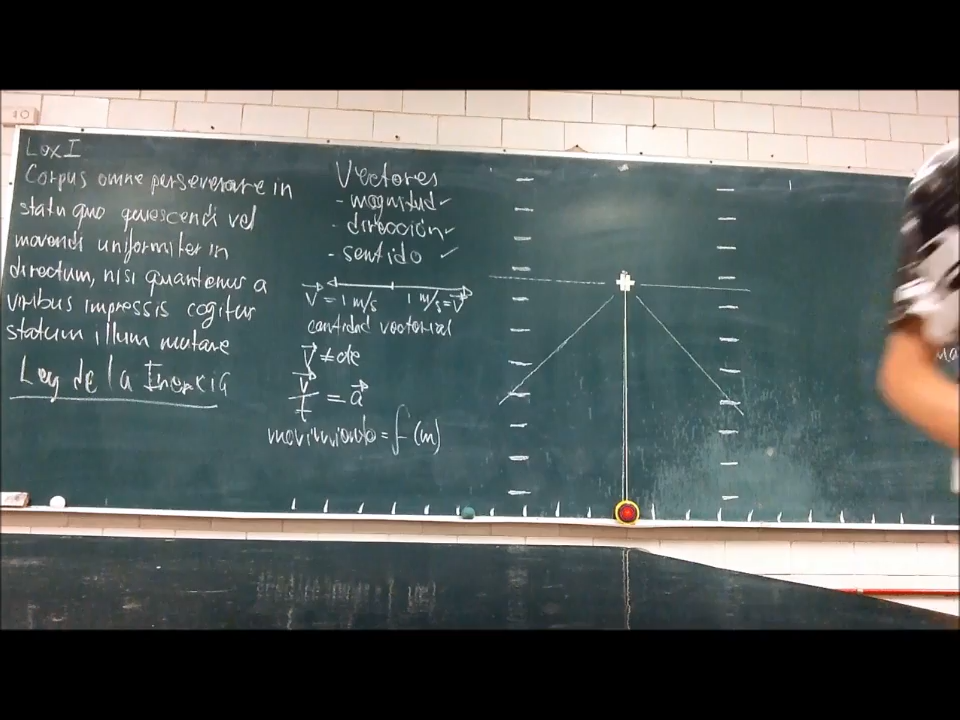 Lex I
Corpus omne perseverare in
statu quo quiescendi vel
movendi uniformiter in
directum, nisi quantenus a
viribus impressis cogitur
statum illum mutare
Ley de la Inercia
Vectores
- magnitud ✓
- dirección ✓
- sentido ✓
V⃗ = 1 m/s 1 m/s = V⃗
cantidad vectorial
V⃗ ≠ cte
V⃗/t = a⃗
movimiento = f (m)